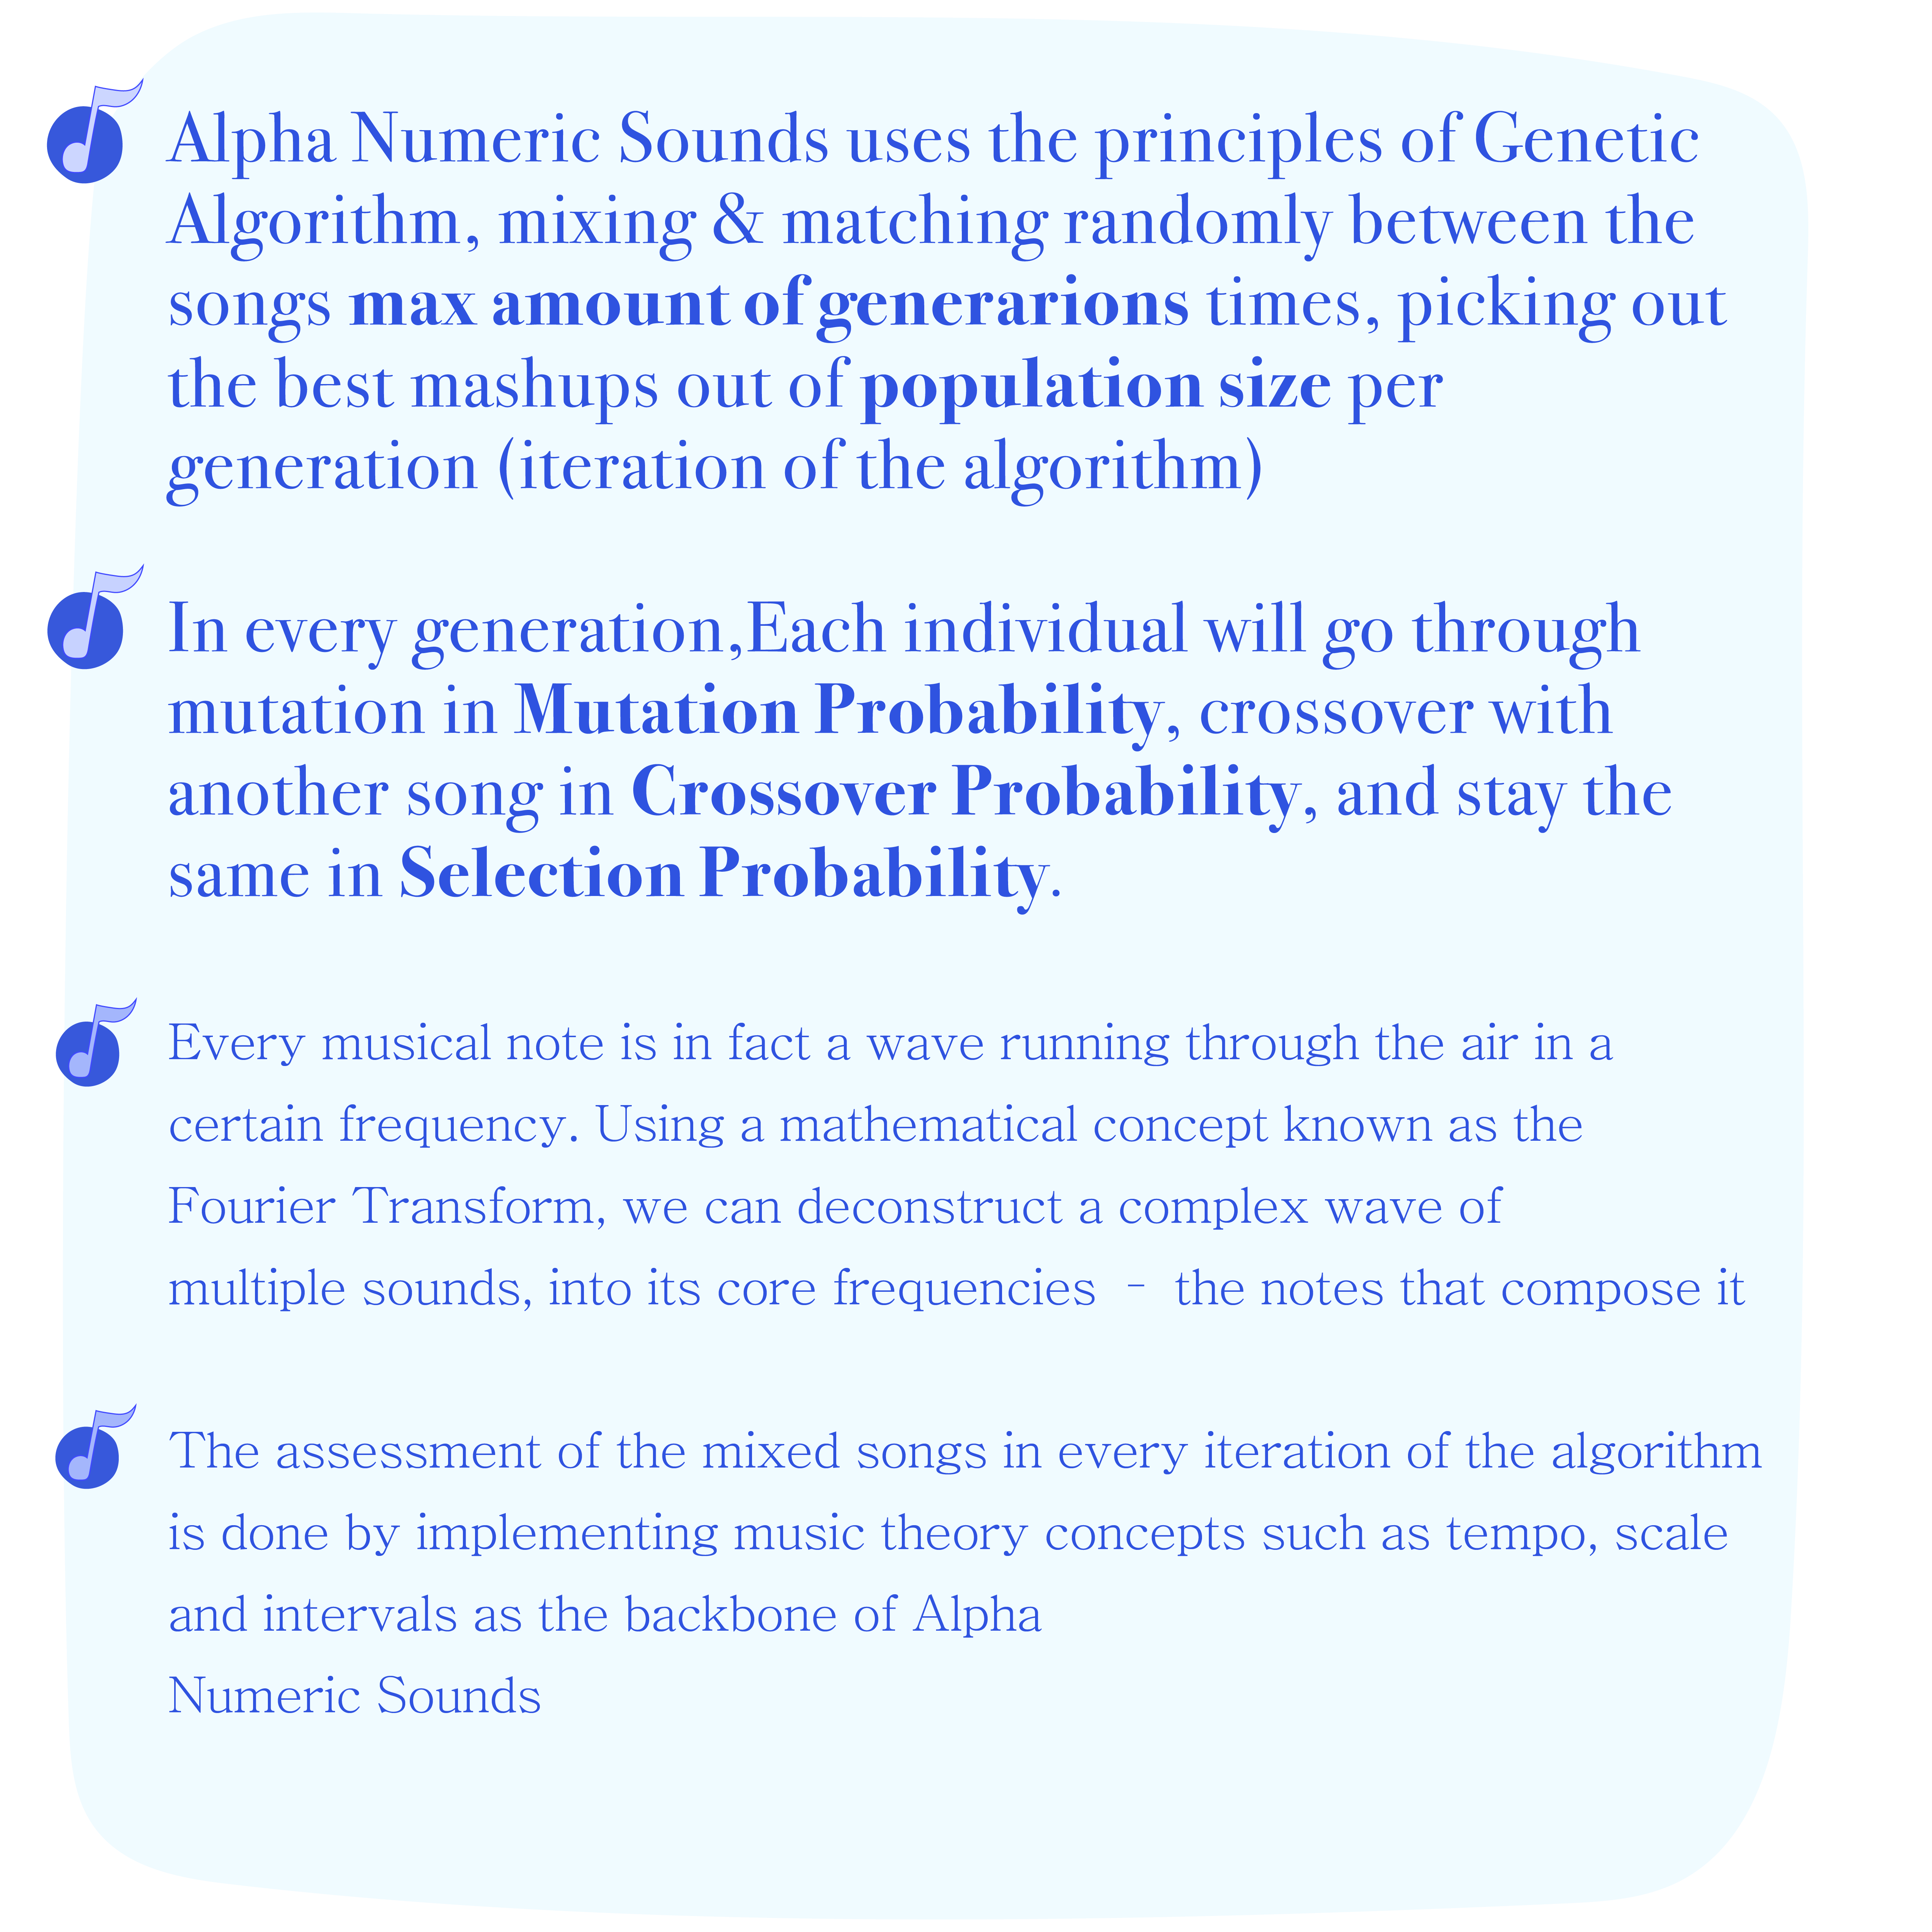 Alpha Numeric Sounds uses the principles of Genetic
Algorithm, mixing & matching randomly between the
songs max amount of generarions times, picking out
the best mashups out of population size per
generation (iteration of the algorithm)
In every generation,Each individual will go through
mutation in Mutation Probability, crossover with
another song in Crossover Probability, and stay the
same in Selection Probability.
Every musical note is in fact a wave running through the air in a
certain frequency. Using a mathematical concept known as the
Fourier Transform, we can deconstruct a complex wave of
multiple sounds, into its core frequencies - the notes that compose it
The assessment of the mixed songs in every iteration of the algorithm
is done by implementing music theory concepts such as tempo, scale
and intervals as the backbone of Alpha
Numeric Sounds